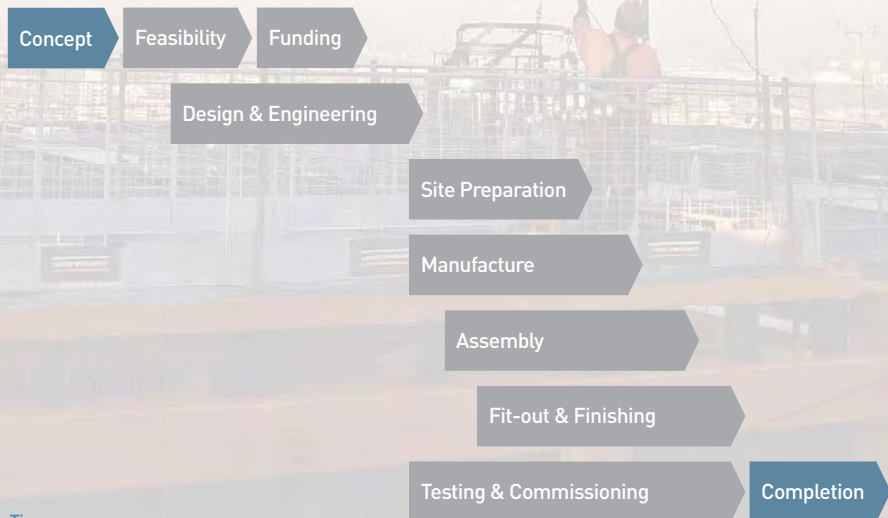 Concept
Feasibility
Funding
Design & Engineering
Site Preparation
Manufacture
Assembly
Fit-out & Finishing
Testing & Commissioning
Completion